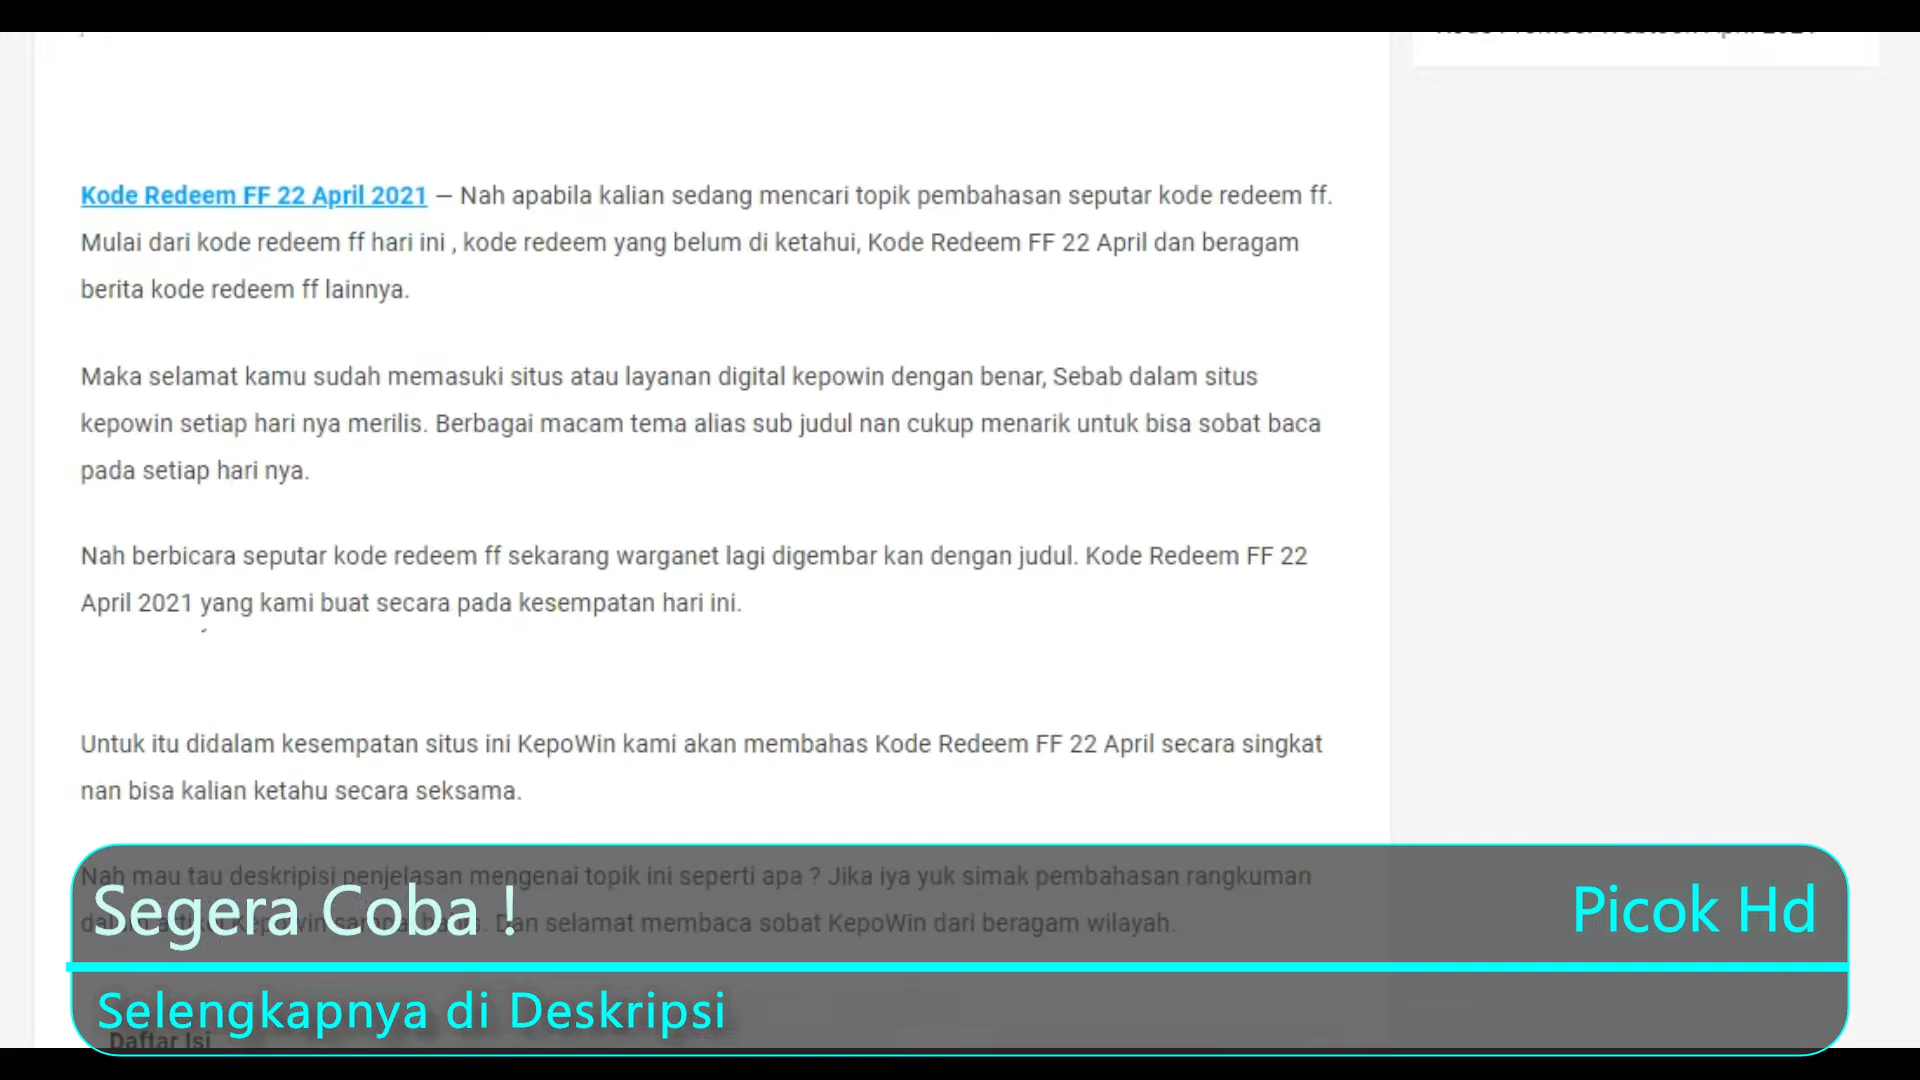 Kode Redeem FF 22 April 2021 — Nah apabila kalian sedang mencari topik pembahasan seputar kode redeem ff.
Mulai dari kode redeem ff hari ini , kode redeem yang belum di ketahui, Kode Redeem FF 22 April dan beragam
berita kode redeem ff lainnya.
Maka selamat kamu sudah memasuki situs atau layanan digital kepowin dengan benar, Sebab dalam situs
kepowin setiap hari nya merilis. Berbagai macam tema alias sub judul nan cukup menarik untuk bisa sobat baca
pada setiap hari nya.
Nah berbicara seputar kode redeem ff sekarang warganet lagi digembar kan dengan judul. Kode Redeem FF 22
April 2021 yang kami buat secara pada kesempatan hari ini.
Untuk itu didalam kesempatan situs ini KepoWin kami akan membahas Kode Redeem FF 22 April secara singkat
nan bisa kalian ketahu secara seksama.
Nah mau tau deskripisi penjelasan mengenai topik ini seperti apa ? Jika iya yuk simak pembahasan rangkuman
Dan selamat membaca sobat KepoWin dari beragam wilayah.
Segera Coba !
Picok Hd
Selengkapnya di Deskripsi
Daftar Isi